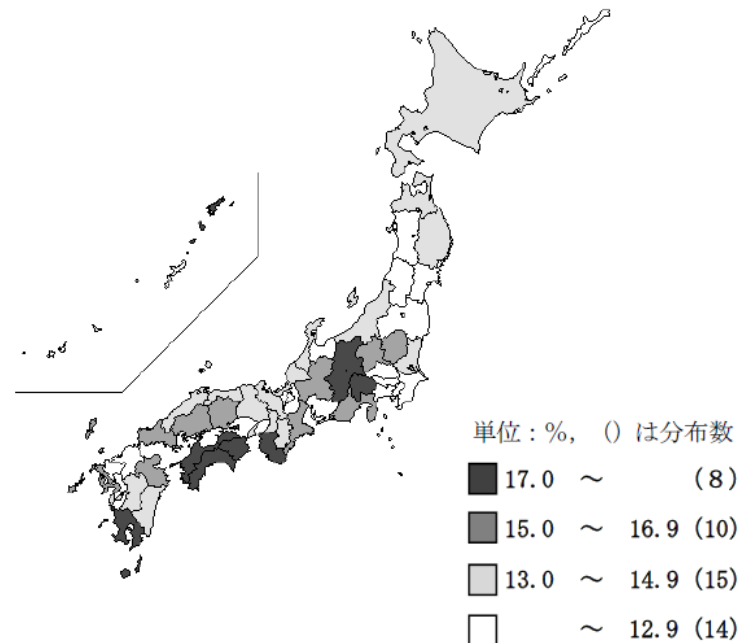 単位：%，（）は分布数
17.0 ～ （8）
15.0 ～ 16.9（10）
13.0 ～ 14.9（15）
～ 12.9（14）